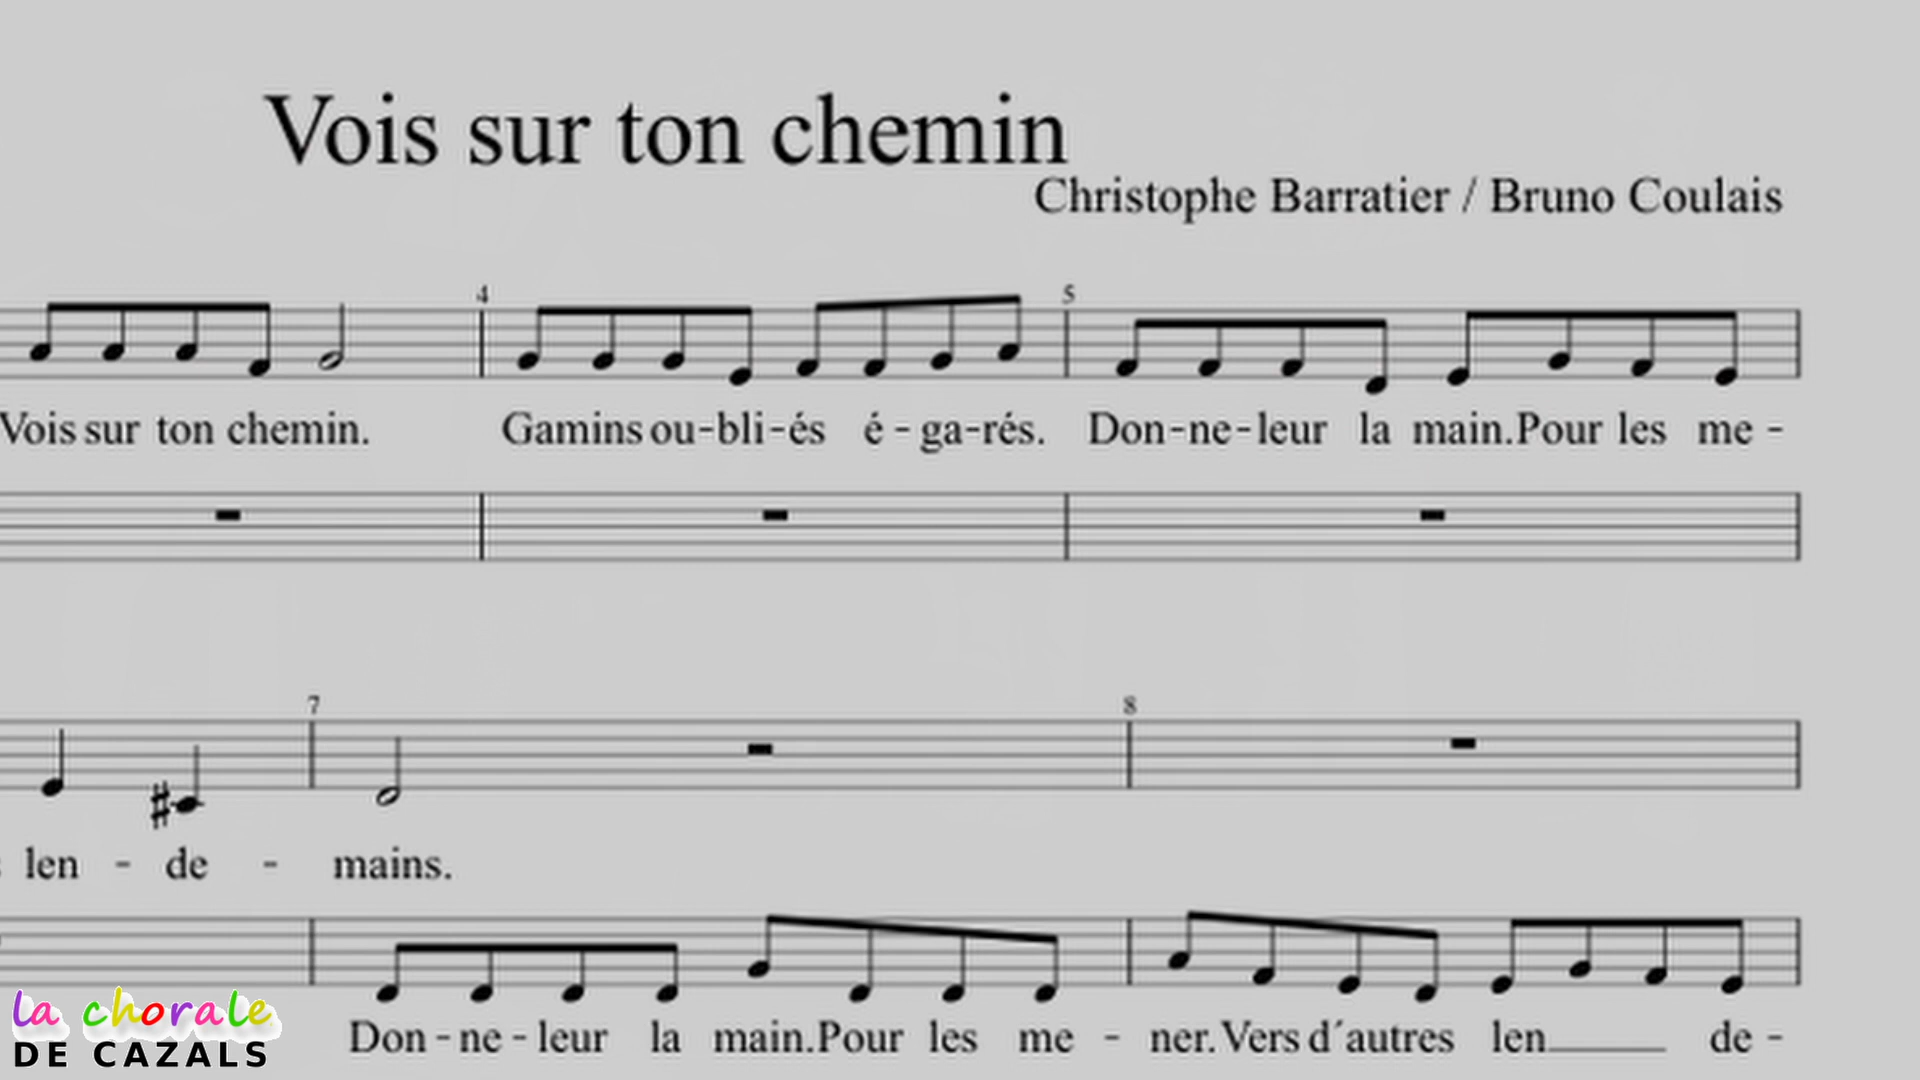 Vois sur ton chemin
Christophe Barratier / Bruno Coulais
4 5
Vois sur ton chemin. Gamins ou-bli-és é-ga-rés. Don-ne-leur la main.Pour les me-
7 8
len - de - mains.
Don-ne-leur la main.Pour les me - ner.Vers d´autres len____ de-
la chorale
DE CAZALS